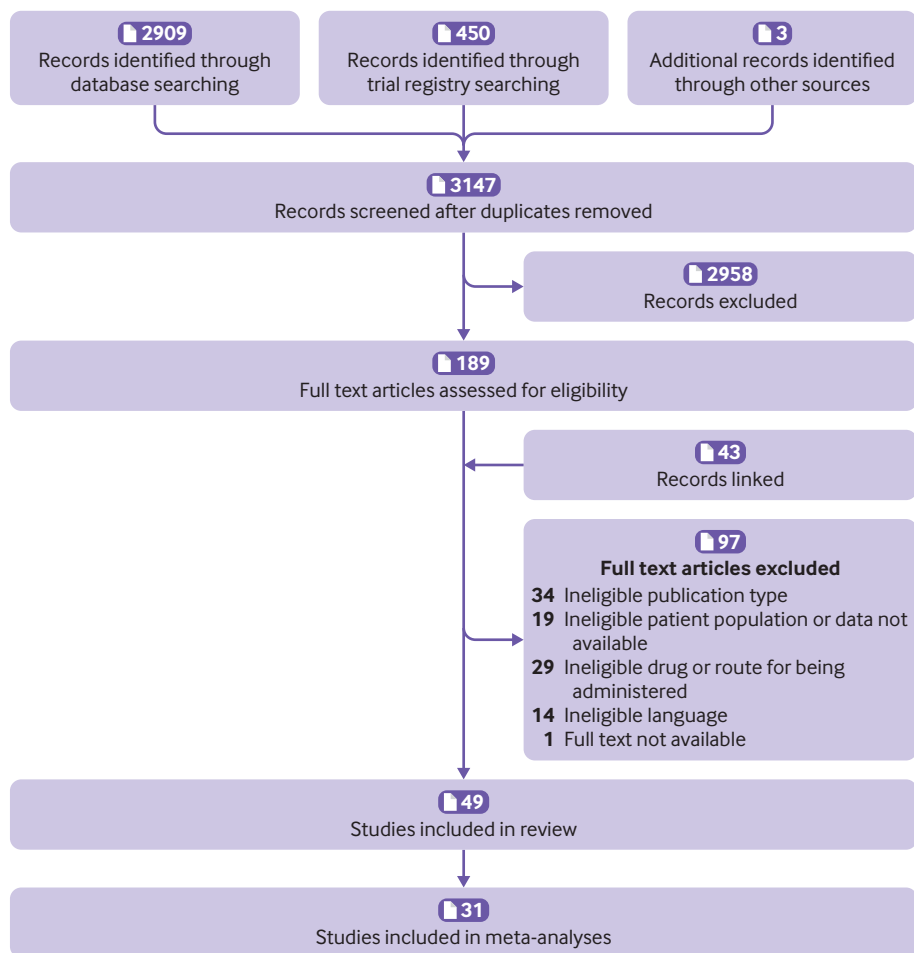 2909
Records identified through
database searching
450
Records identified through
trial registry searching
3
Additional records identified
through other sources
3147
Records screened after duplicates removed
2958
Records excluded
189
Full text articles assessed for eligibility
43
Records linked
97
Full text articles excluded
34 Ineligible publication type
19 Ineligible patient population or data not
available
29 Ineligible drug or route for being
administered
14 Ineligible language
1 Full text not available
49
Studies included in review
31
Studies included in meta-analyses